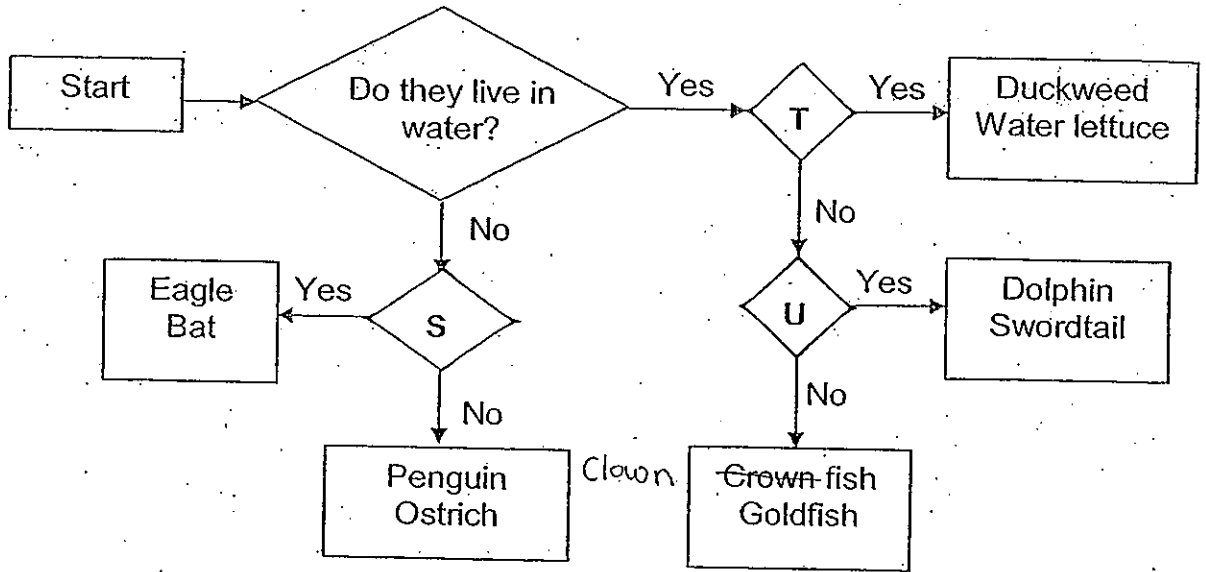 Start
Do they live in
water?
Yes
T
Yes
Duckweed
Water lettuce
No
No
Eagle
Bat
Yes
S
U
Yes
Dolphin
Swordtail
No
No
Penguin
Ostrich
Clown
Crown fish
Goldfish